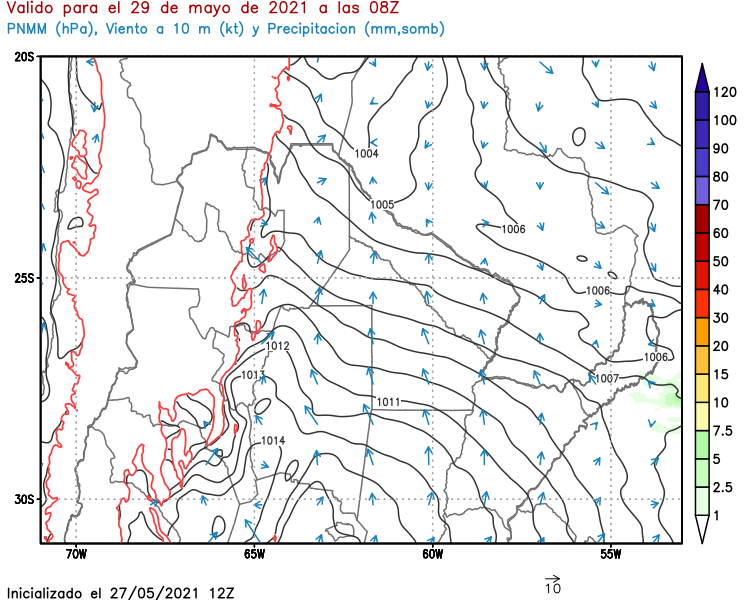 Valido para el 29 de mayo de 2021 a las 08Z
PNMM (hPa), Viento a 10 m (kt) y Precipitacion (mm,somb)
20S
25S
30S
70W
65W
60W
55W
1004
1005
1006
1006
1006
1007
1012
1013
1011
1014
120
100
90
80
70
60
50
40
30
20
15
10
7.5
5
2.5
1
10
Inicializado el 27/05/2021 12Z